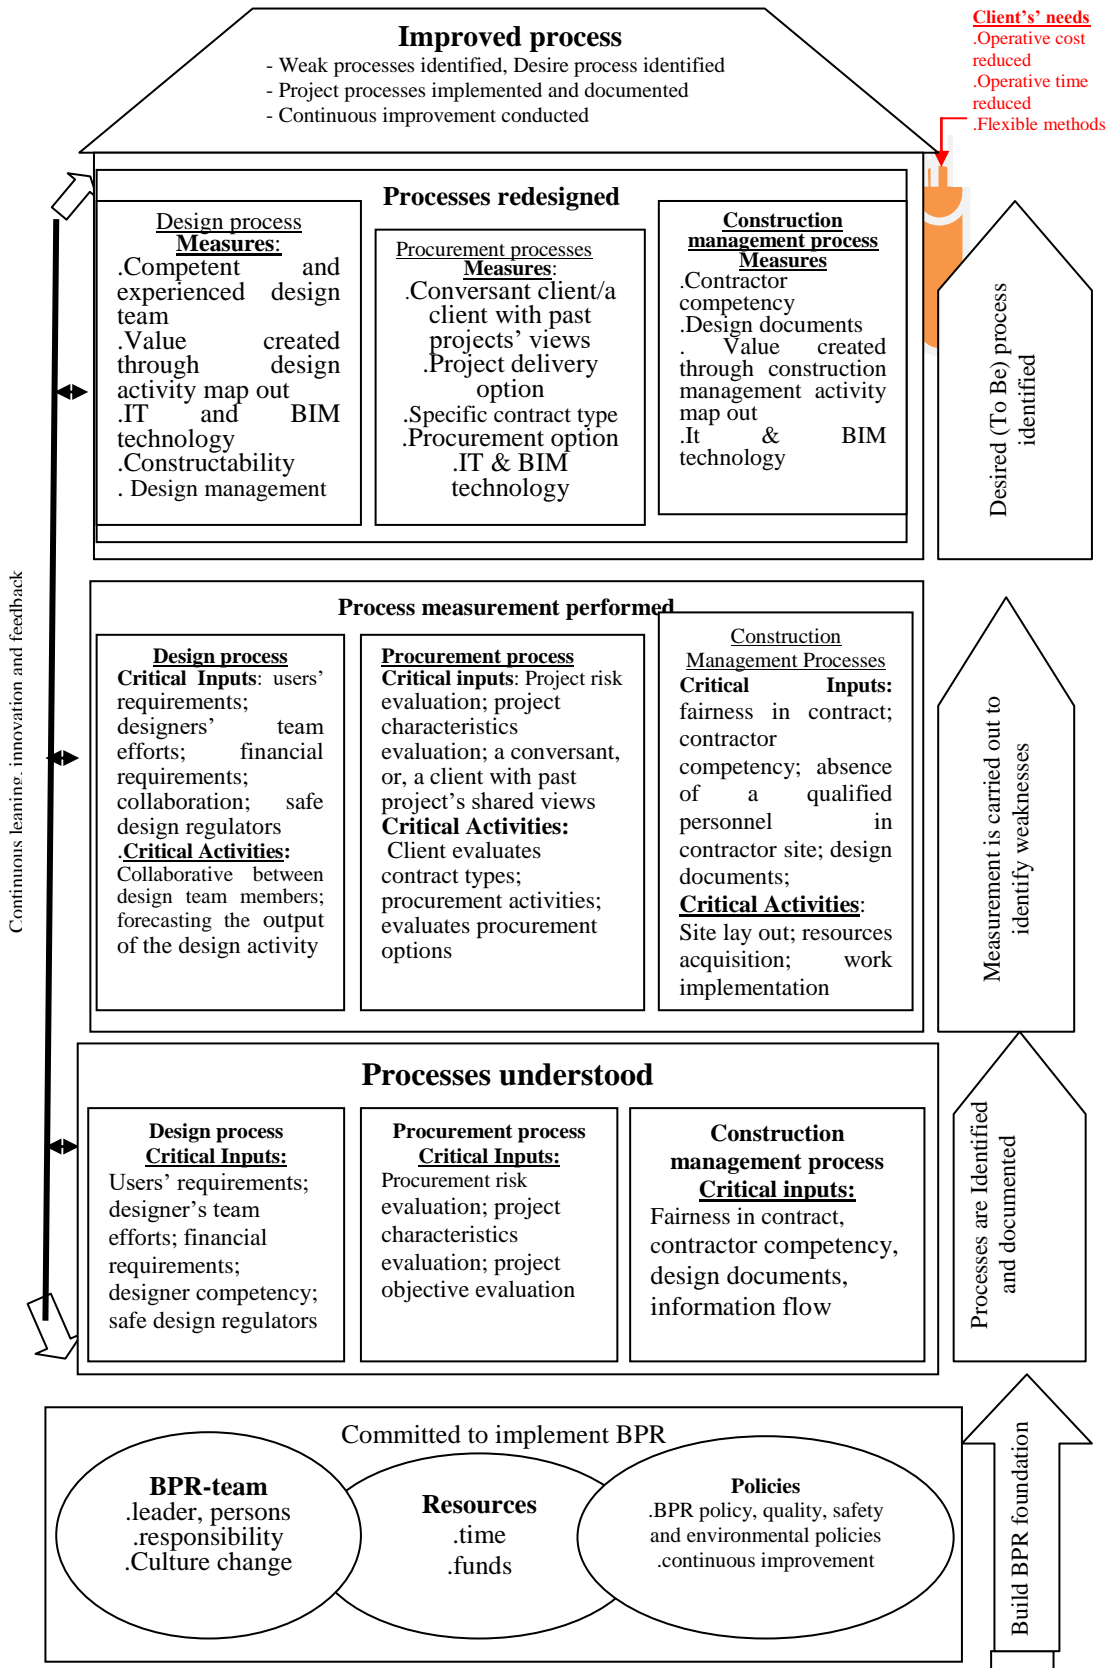 Improved process
- Weak processes identified, Desire process identified
- Project processes implemented and documented
- Continuous improvement conducted
Client's' needs
.Operative cost
reduced
.Operative time
reduced
.Flexible methods
Processes redesigned
Design process
Measures:
.Competent and
experienced design
team
.Value created
through design
activity map out
.IT and BIM
technology
.Constructability
. Design management
Procurement processes
Measures:
.Conversant client/a
client with past
projects' views
.Project delivery
option
.Specific contract type
.Procurement option
.IT & BIM
technology
Construction
management process
Measures
.Contractor
competency
.Design documents
. Value created
through construction
management activity
map out
.It & BIM
technology
Desired (To Be) process
identified
Continuous leaning, innovation and feedback
Process measurement performed
Design process
Critical Inputs: users'
requirements;
designers' team
efforts; financial
requirements;
collaboration; safe
design regulators
.Critical Activities:
Collaborative between
design team members;
forecasting the output
of the design activity
Procurement process
Critical inputs: Project risk
evaluation; project
characteristics
evaluation; a conversant,
or, a client with past
project's shared views
Critical Activities:
Client evaluates
contract types;
procurement activities;
evaluates procurement
options
Construction
Management Processes
Critical Inputs:
fairness in contract;
contractor
competency; absence
of a qualified
personnel in
contractor site; design
documents;
Critical Activities:
Site lay out; resources
acquisition; work
implementation
Measurement is carried out to
identify weaknesses
Processes understood
Design process
Critical Inputs:
Users' requirements;
designer's team
efforts; financial
requirements;
designer competency;
safe design regulators
Procurement process
Critical Inputs:
Procurement risk
evaluation; project
characteristics
evaluation; project
objective evaluation
Construction
management process
Critical inputs:
Fairness in contract,
contractor competency,
design documents,
information flow
Processes are Identified
and documented
Committed to implement BPR
BPR-team
.leader, persons
.responsibility
.Culture change
Resources
.time
.funds
Policies
.BPR policy, quality, safety
and environmental policies
.continuous improvement
Build BPR foundation